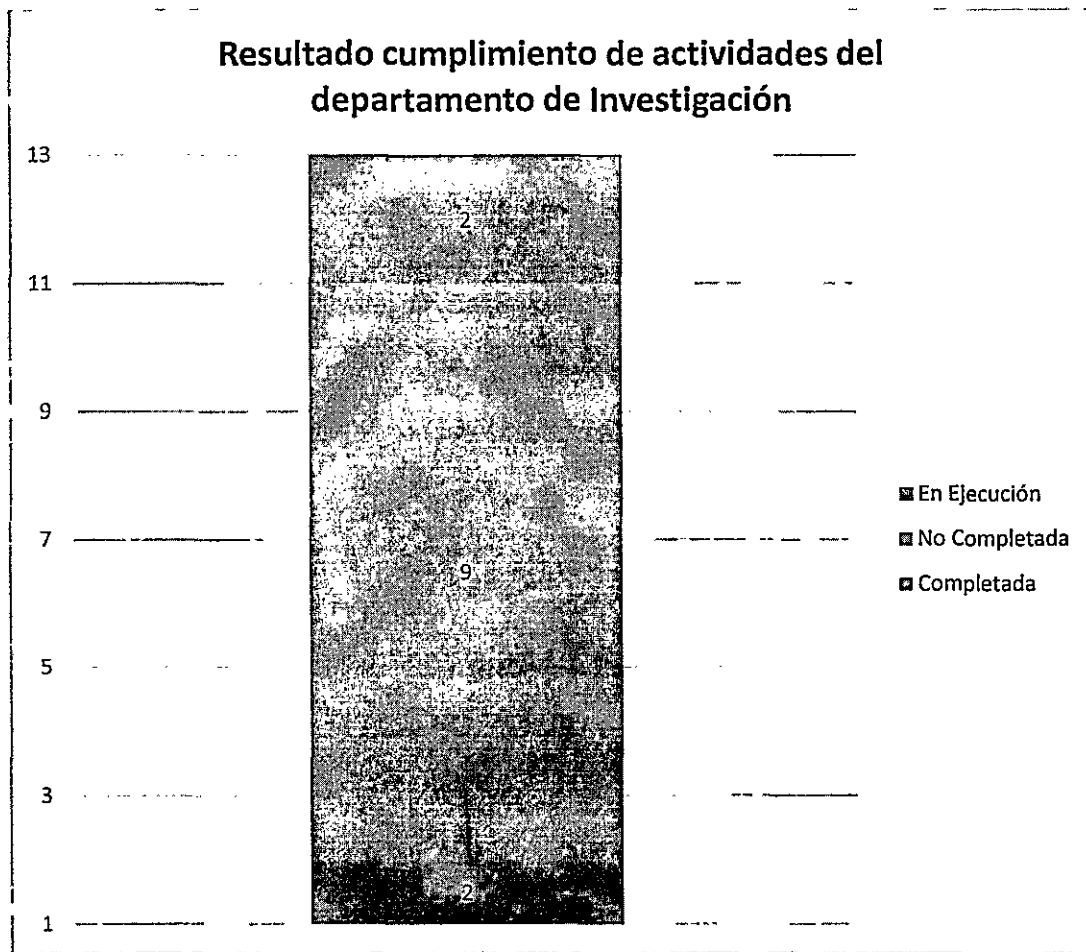 Resultado cumplimiento de actividades del
departamento de Investigación
13
2
11
9
7
9
5
3
2
1
En Ejecución
No Completada
Completada